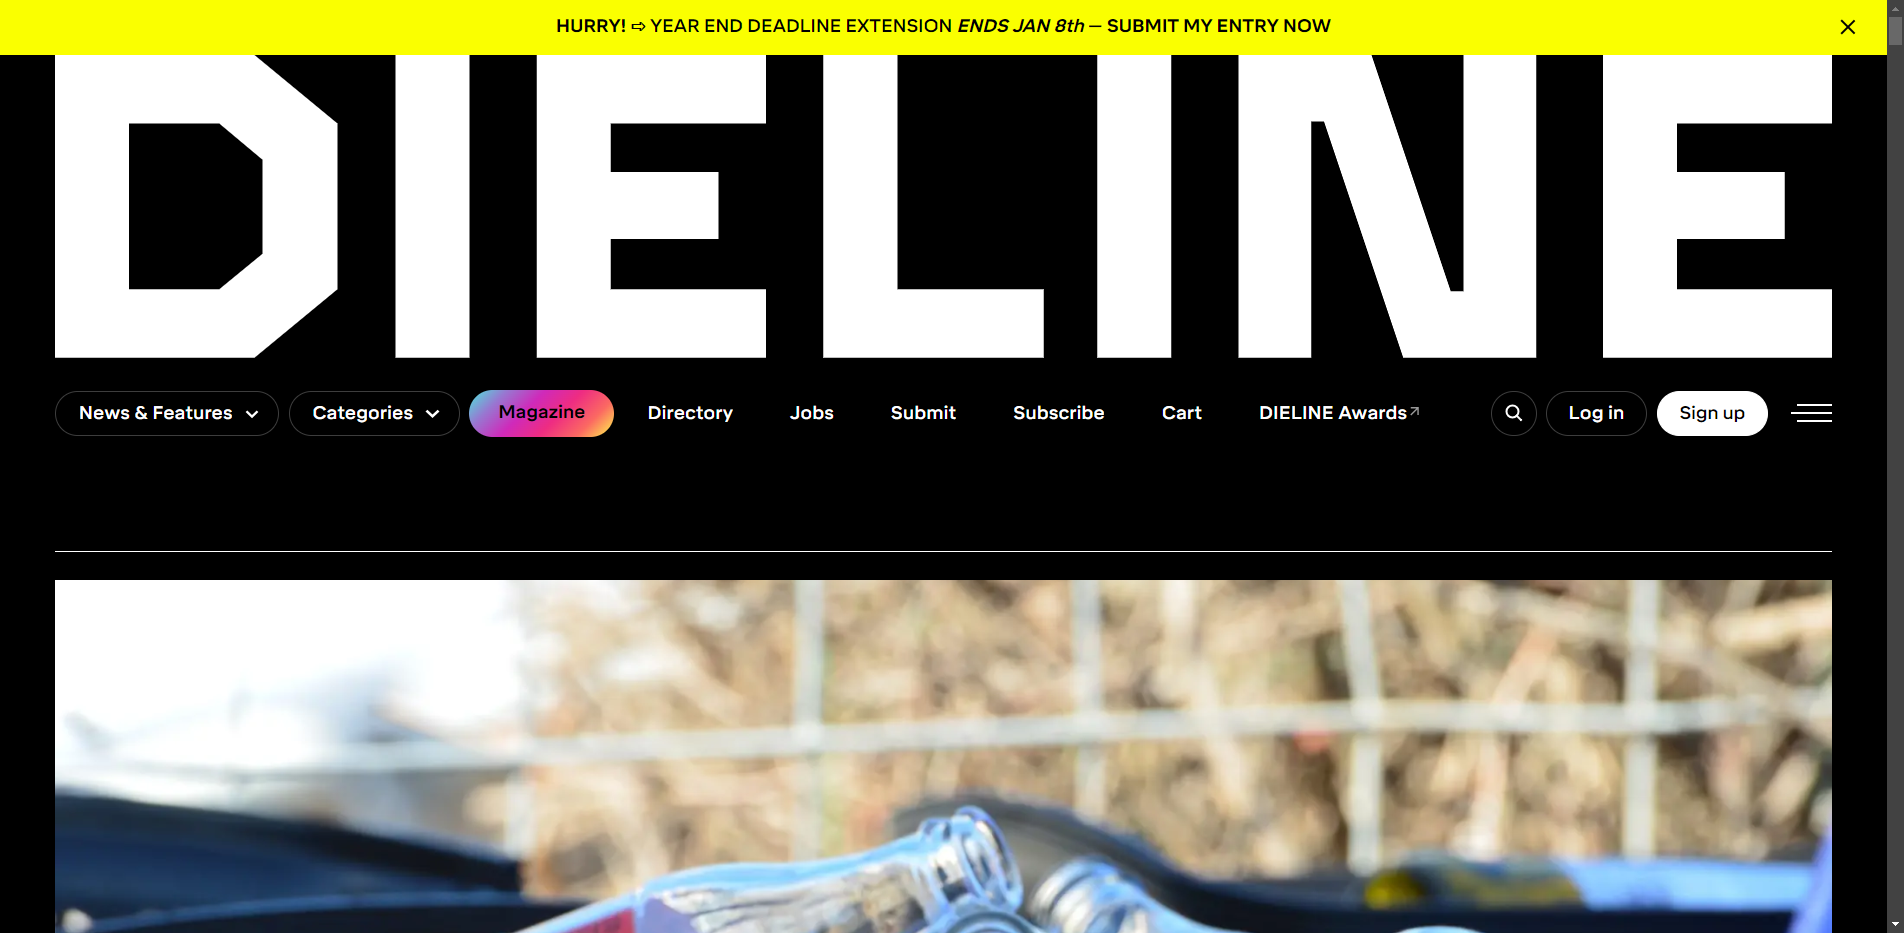 HURRY! ⇨ YEAR END DEADLINE EXTENSION ENDS JAN 8th – SUBMIT MY ENTRY NOW
DIELINE
News & Features
Categories
Magazine
Directory
Jobs
Submit
Subscribe
Cart
DIELINE Awards↗
Log in
Sign up